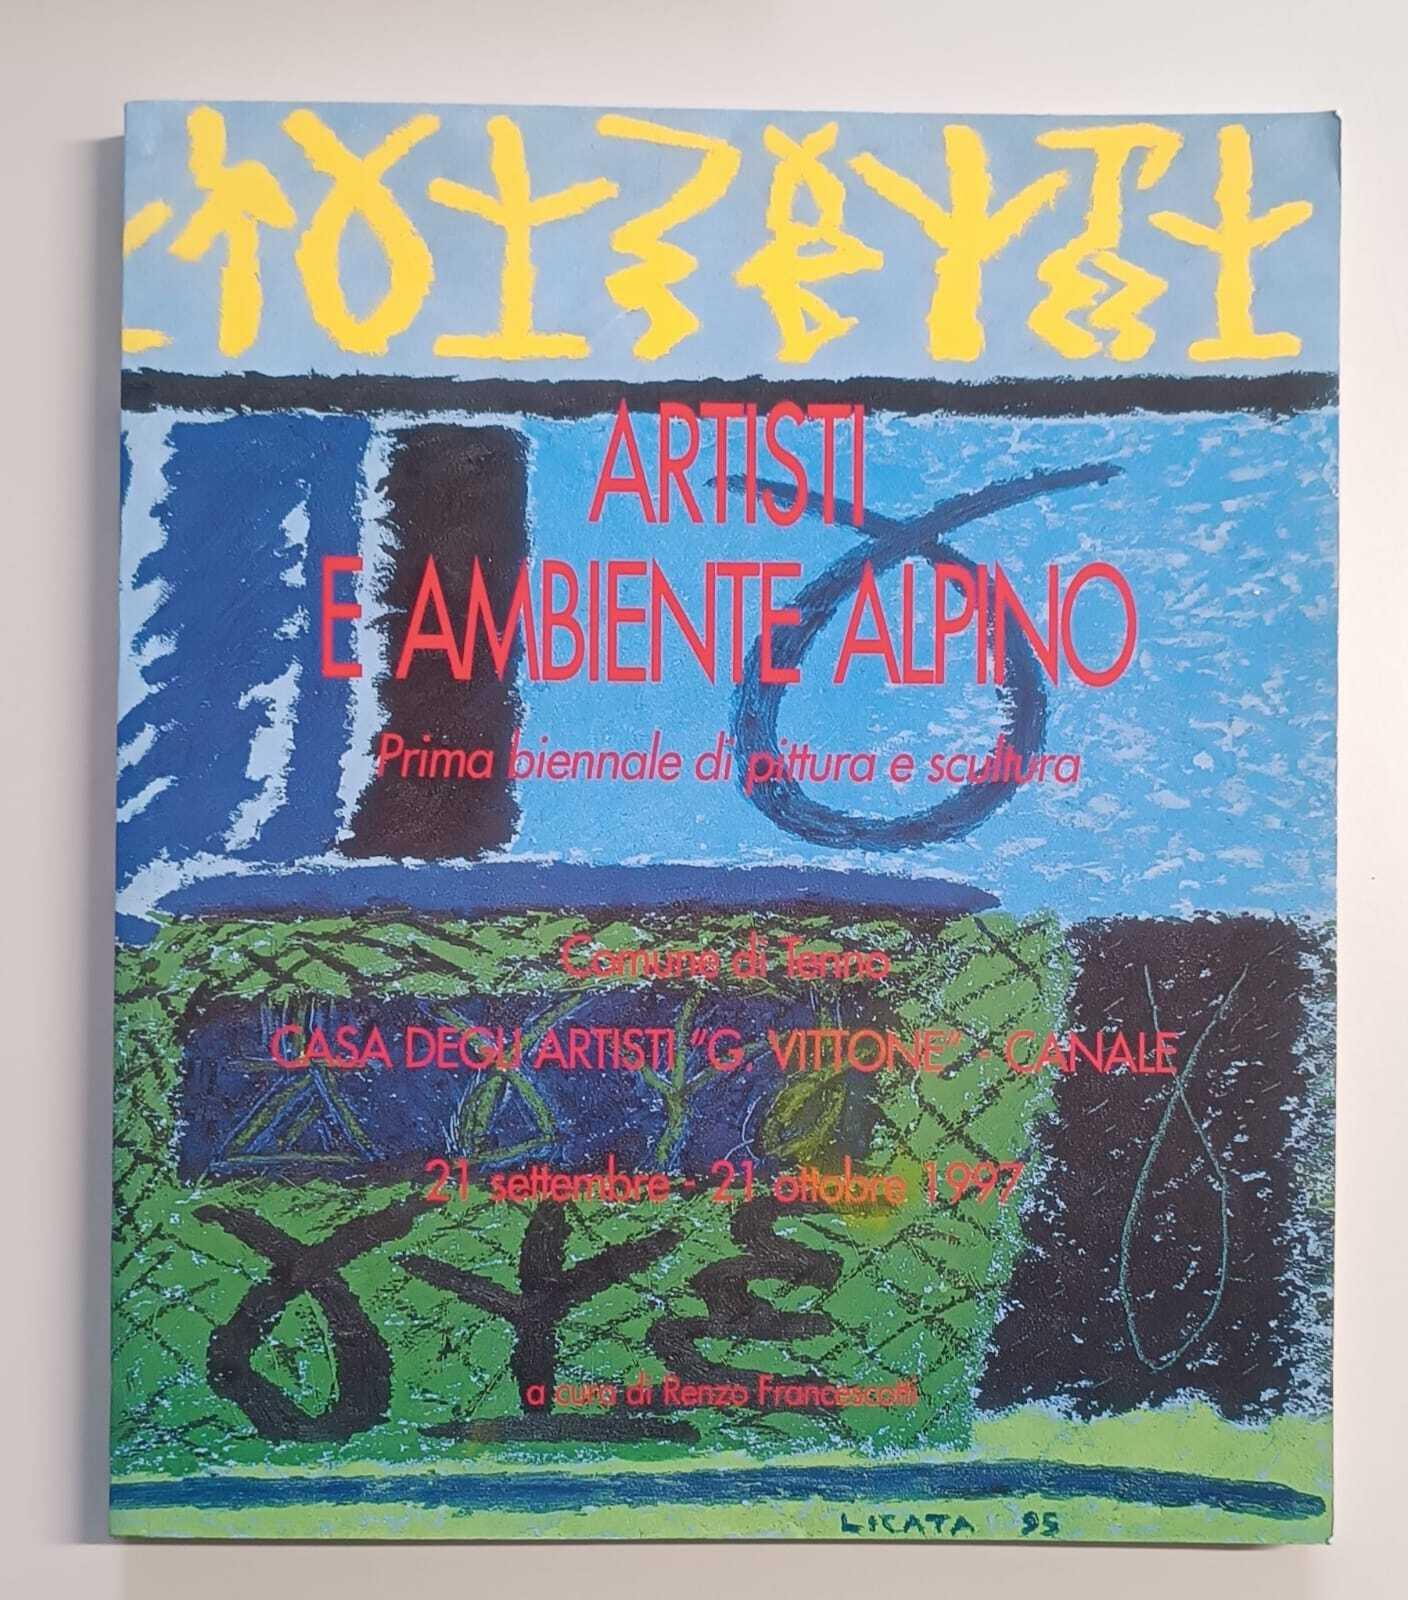 ARTISTI
E AMBIENTE ALPINO
Prima biennale di pittura e scultura
Comune di Tenno
CASA DEGLI ARTISTI "G. VITTONE" - CANALE
21 settembre - 21 ottobre 1997
a cura di Renzo Francescotti
LICATA 95